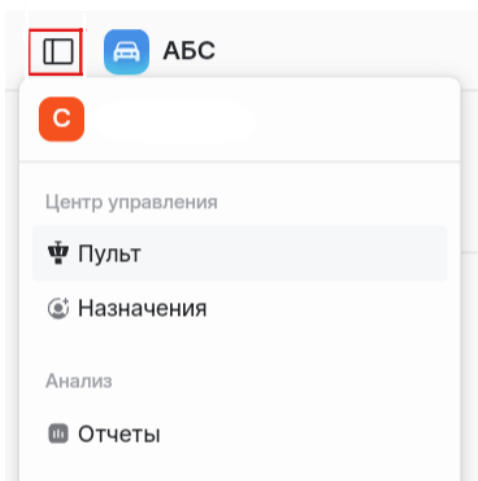 АБС
С
Центр управления
Пульт
Назначения
Анализ
Отчеты